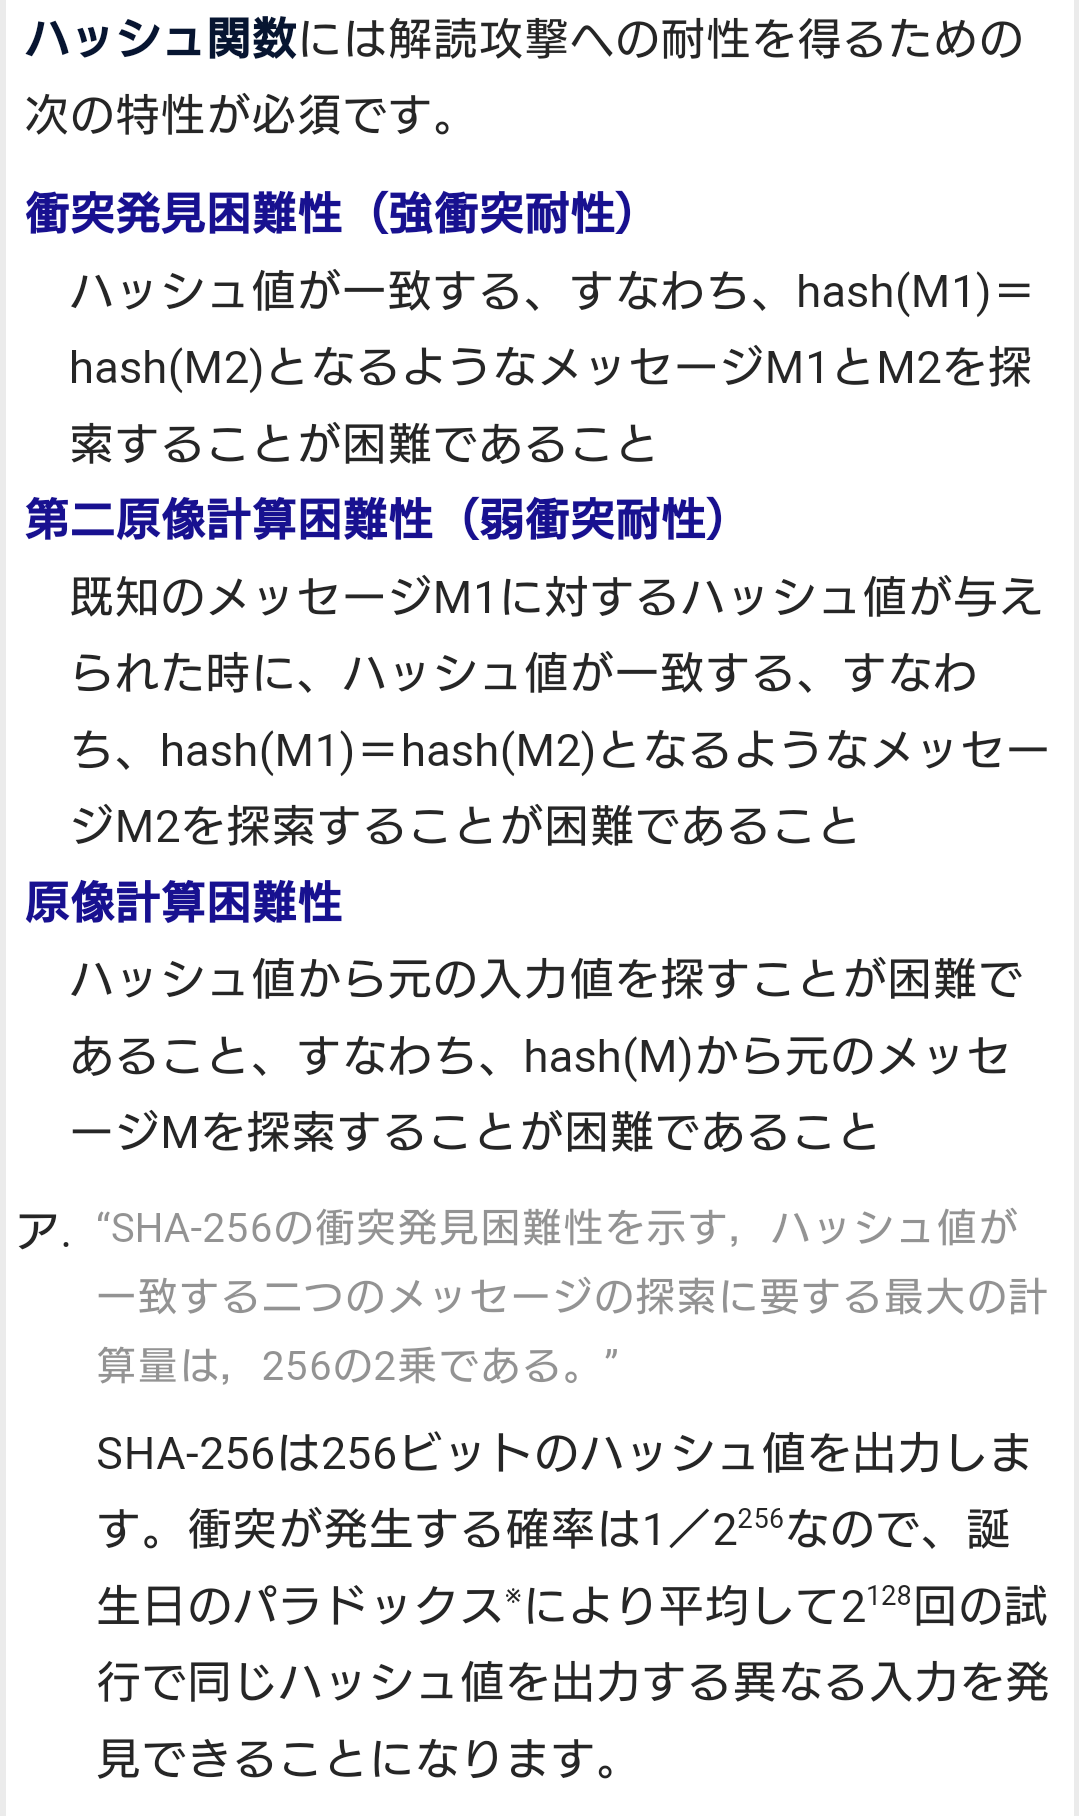 ハッシュ関数には解読攻撃への耐性を得るための
次の特性が必須です。
衝突発見困難性（強衝突耐性）
ハッシュ値が一致する、すなわち、hash(M1)＝
hash(M2)となるようなメッセージM1とM2を探
索することが困難であること
第二原像計算困難性（弱衝突耐性）
既知のメッセージM1に対するハッシュ値が与え
られた時に、ハッシュ値が一致する、すなわ
ち、hash(M1)＝hash(M2)となるようなメッセー
ジM2を探索することが困難であること
原像計算困難性
ハッシュ値から元の入力値を探すことが困難で
あること、すなわち、hash(M)から元のメッセ
ージMを探索することが困難であること
ア. “SHA-256の衝突発見困難性を示す，ハッシュ値が
一致する二つのメッセージの探索に要する最大の計
算量は，256の2乗である。”
SHA-256は256ビットのハッシュ値を出力しま
す。衝突が発生する確率は1／2²⁵⁶なので、誕
生日のパラドックス※により平均して2¹²⁸回の試
行で同じハッシュ値を出力する異なる入力を発
見できることになります。